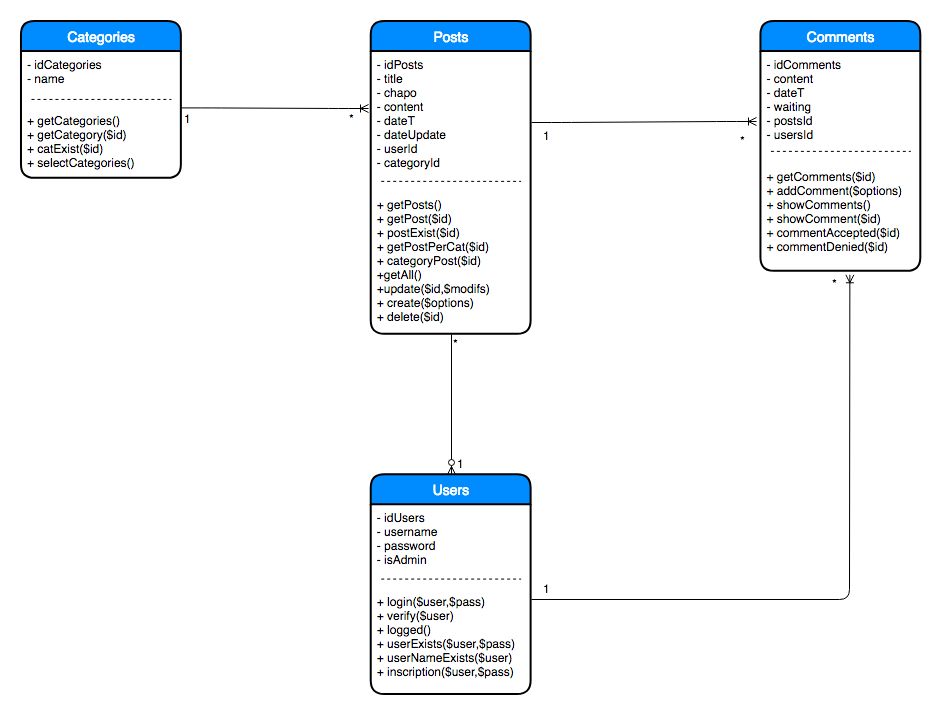 Categories
- idCategories
- name
+ getCategories()
+ getCategory($id)
+ catExist($id)
+ selectCategories()
1
*
Posts
- idPosts
- title
- chapo
- content
- dateT
- dateUpdate
- userId
- categoryId
+ getPosts()
+ getPost($id)
+ postExist($id)
+ getPostPerCat($id)
+ categoryPost($id)
+getAll()
+update($id,$modifs)
+ create($options)
+ delete($id)
1
*
Comments
- idComments
- content
- dateT
- waiting
- postsId
- usersId
+ getComments($id)
+ addComment($options)
+ showComments()
+ showComment($id)
+ commentAccepted($id)
+ commentDenied($id)
*
*
1
Users
- idUsers
- username
- password
- isAdmin
+ login($user,$pass)
+ verify($user)
+ logged()
+ userExists($user,$pass)
+ userNameExists($user)
+ inscription($user,$pass)
1